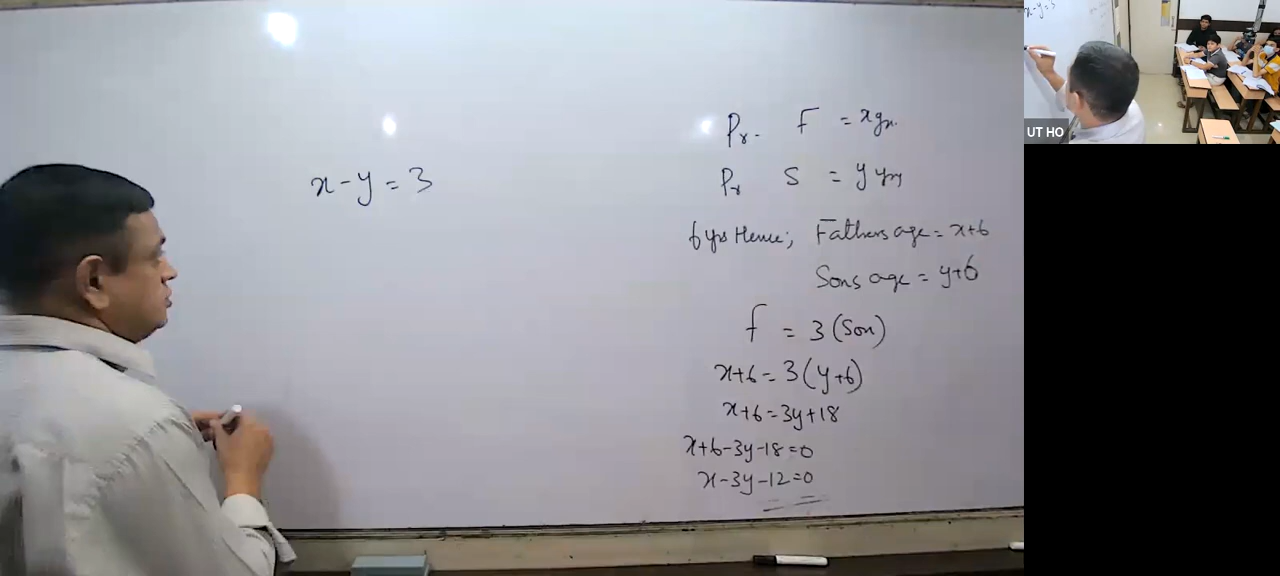 x-y=3
Pr. F = x yrs.
Pr S = y yrs
6 yrs Hence; Fathers age = x+6
Sons age = y+6
f = 3 (Son)
x+6=3(y+6)
x+6=3y+18
x+6-3y-18=0
x-3y-12=0
x-y=3
UT HO